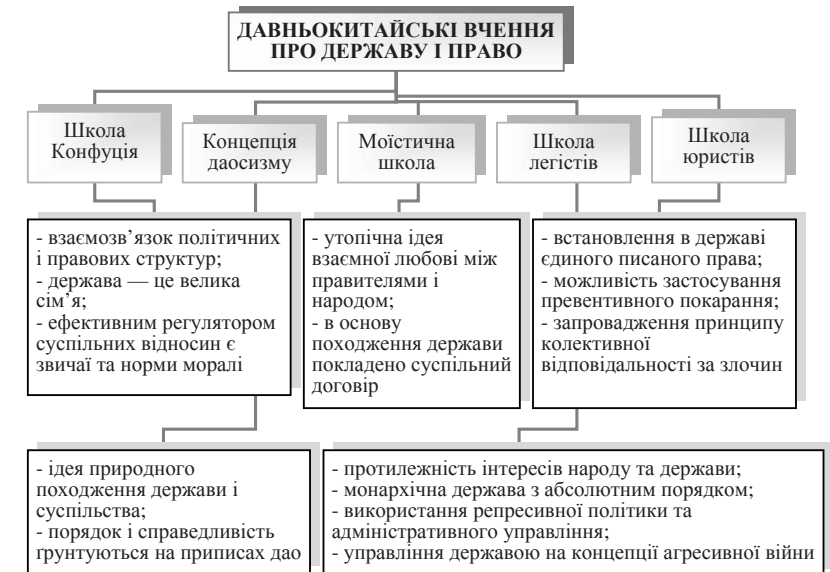 ДАВНЬОКИТАЙСЬКІ ВЧЕННЯ
ПРО ДЕРЖАВУ І ПРАВО
Школа
Конфуція
Концепція
даосизму
Моїстична
школа
Школа
легістів
Школа
юристів
- взаємозв’язок політичних
і правових структур;
- держава — це велика
сім’я;
- ефективним регулятором
суспільних відносин є
звичаї та норми моралі
- утопічна ідея
взаємної любові між
правителями і
народом;
- в основу
походження держави
покладено суспільний
договір
- встановлення в державі
єдиного писаного права;
- можливість застосування
превентивного покарання;
- запровадження принципу
колективної
відповідальності за злочин
- ідея природного
походження держави і
суспільства;
- порядок і справедливість
ґрунтуються на приписах дао
- протилежність інтересів народу та держави;
- монархічна держава з абсолютним порядком;
- використання репресивної політики та
адміністративного управління;
- управління державою на концепції агресивної війни